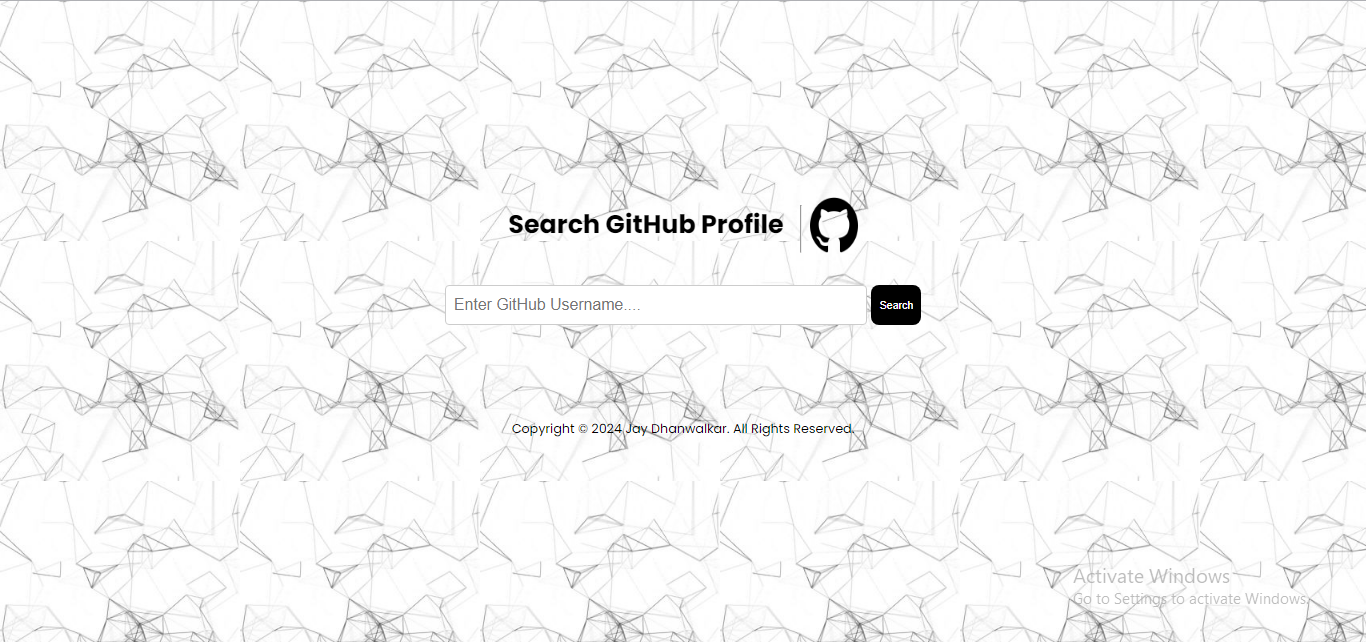 Search GitHub Profile
Enter GitHub Username....
Search
Copyright © 2024 Jay Dhanwalkar. All Rights Reserved.
Activate Windows
Go to Settings to activate Windows.